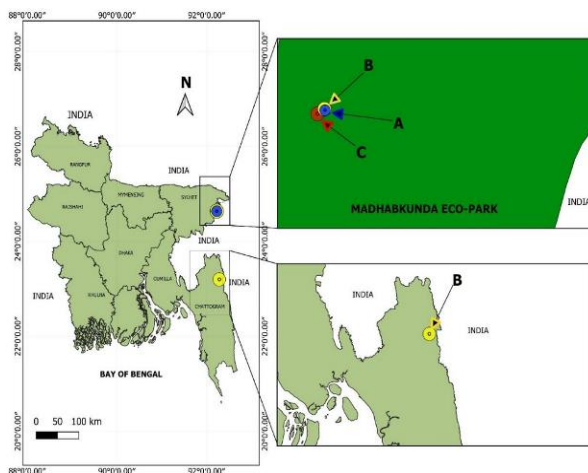 88°0'0.00"
90°0'0.00"
92°0'0.00"
28°0'0.00"
26°0'0.00"
24°0'0.00"
22°0'0.00"
20°0'0.00"
N
INDIA
INDIA
INDIA
INDIA
INDIA
RANGPUR
RAJSHAHI
MYMENSING
SYLHET
DHAKA
CUMILLA
KHULNA
CHATTOGRAM
BAY OF BENGAL
0 50 100 km
B
A
C
MADHABKUNDA ECO-PARK
INDIA
INDIA
B
INDIA